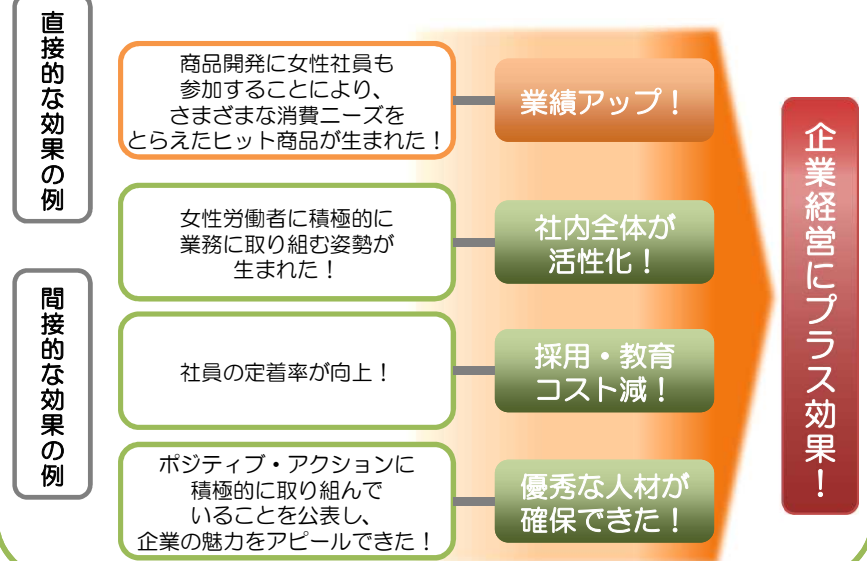 直接的な効果の例
商品開発に女性社員も
参加することにより、
さまざまな消費ニーズを
とらえたヒット商品が生まれた！
業績アップ！
女性労働者に積極的に
業務に取り組む姿勢が
生まれた！
社内全体が
活性化！
間接的な効果の例
社員の定着率が向上！
採用・教育
コスト減！
ポジティブ・アクションに
積極的に取り組んで
いることを公表し、
企業の魅力をアピールできた！
優秀な人材が
確保できた！
企業経営にプラス効果！